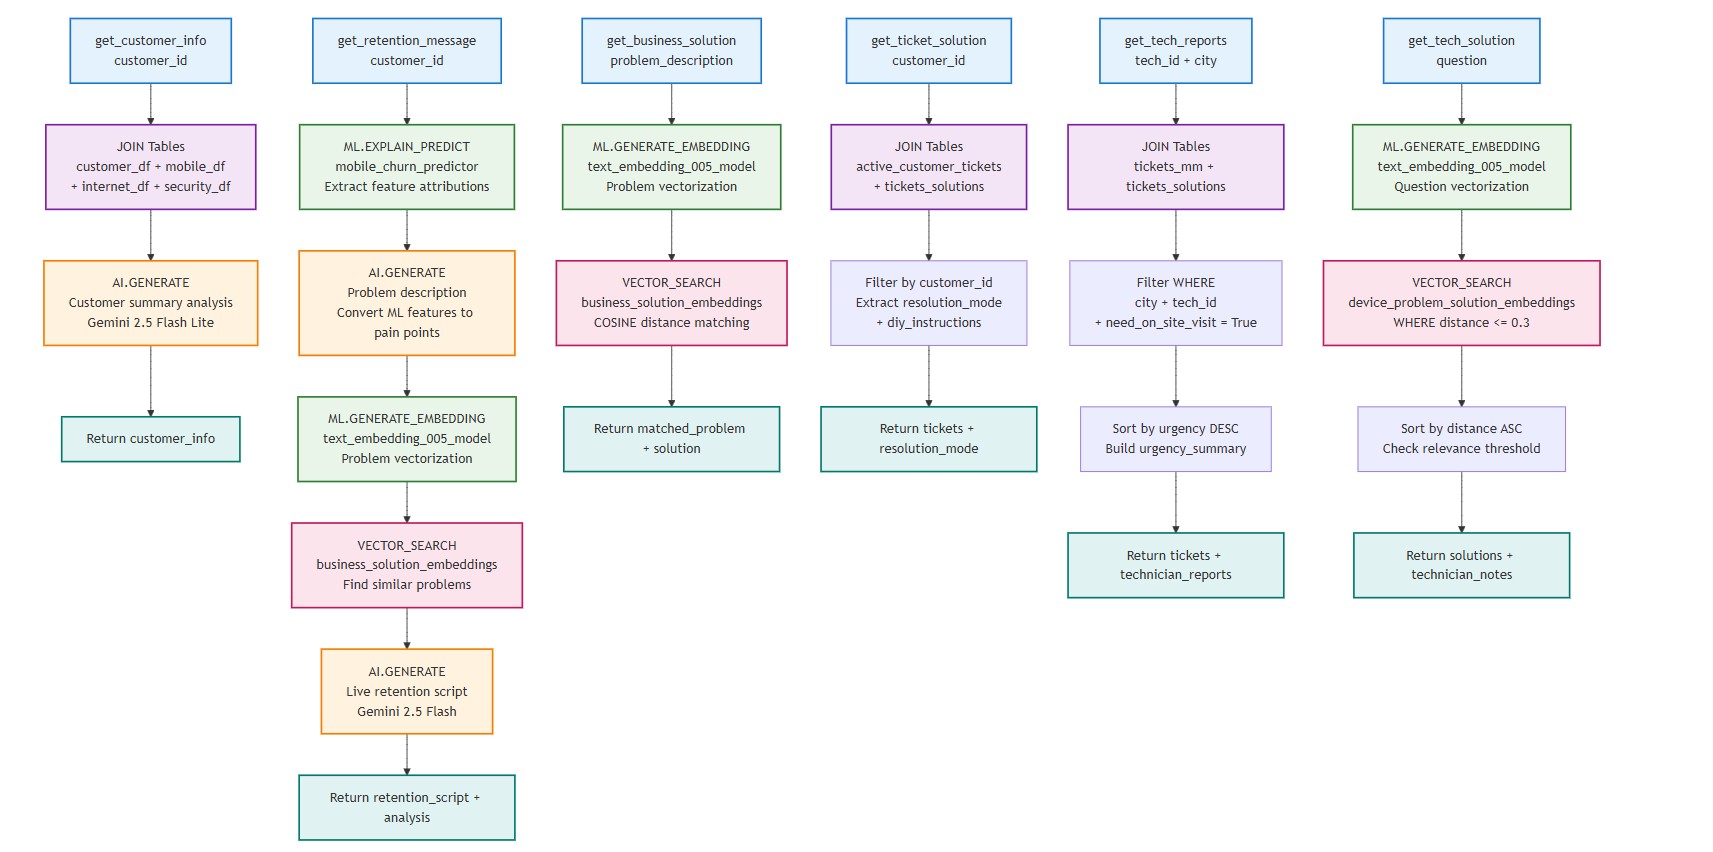 get_customer_info
customer_id
JOIN Tables
customer_df + mobile_df
+ internet_df + security_df
AI.GENERATE
Customer summary analysis
Gemini 2.5 Flash Lite
Return customer_info
get_retention_message
customer_id
ML.EXPLAIN_PREDICT
mobile_churn_predictor
Extract feature attributions
AI.GENERATE
Problem description
Convert ML features to
pain points
ML.GENERATE_EMBEDDING
text_embedding_005_model
Problem vectorization
VECTOR_SEARCH
business_solution_embeddings
Find similar problems
AI.GENERATE
Live retention script
Gemini 2.5 Flash
Return retention_script +
analysis
get_business_solution
problem_description
ML.GENERATE_EMBEDDING
text_embedding_005_model
Problem vectorization
VECTOR_SEARCH
business_solution_embeddings
COSINE distance matching
Return matched_problem
+ solution
get_ticket_solution
customer_id
JOIN Tables
active_customer_tickets
+ tickets_solutions
Filter by customer_id
Extract resolution_mode
+ diy_instructions
Return tickets +
resolution_mode
get_tech_reports
tech_id + city
JOIN Tables
tickets_mm +
tickets_solutions
Filter WHERE
city + tech_id
+ need_on_site_visit = True
Sort by urgency DESC
Build urgency_summary
Return tickets +
technician_reports
get_tech_solution
question
ML.GENERATE_EMBEDDING
text_embedding_005_model
Question vectorization
VECTOR_SEARCH
device_problem_solution_embeddings
WHERE distance <= 0.3
Sort by distance ASC
Check relevance threshold
Return solutions +
technician_notes